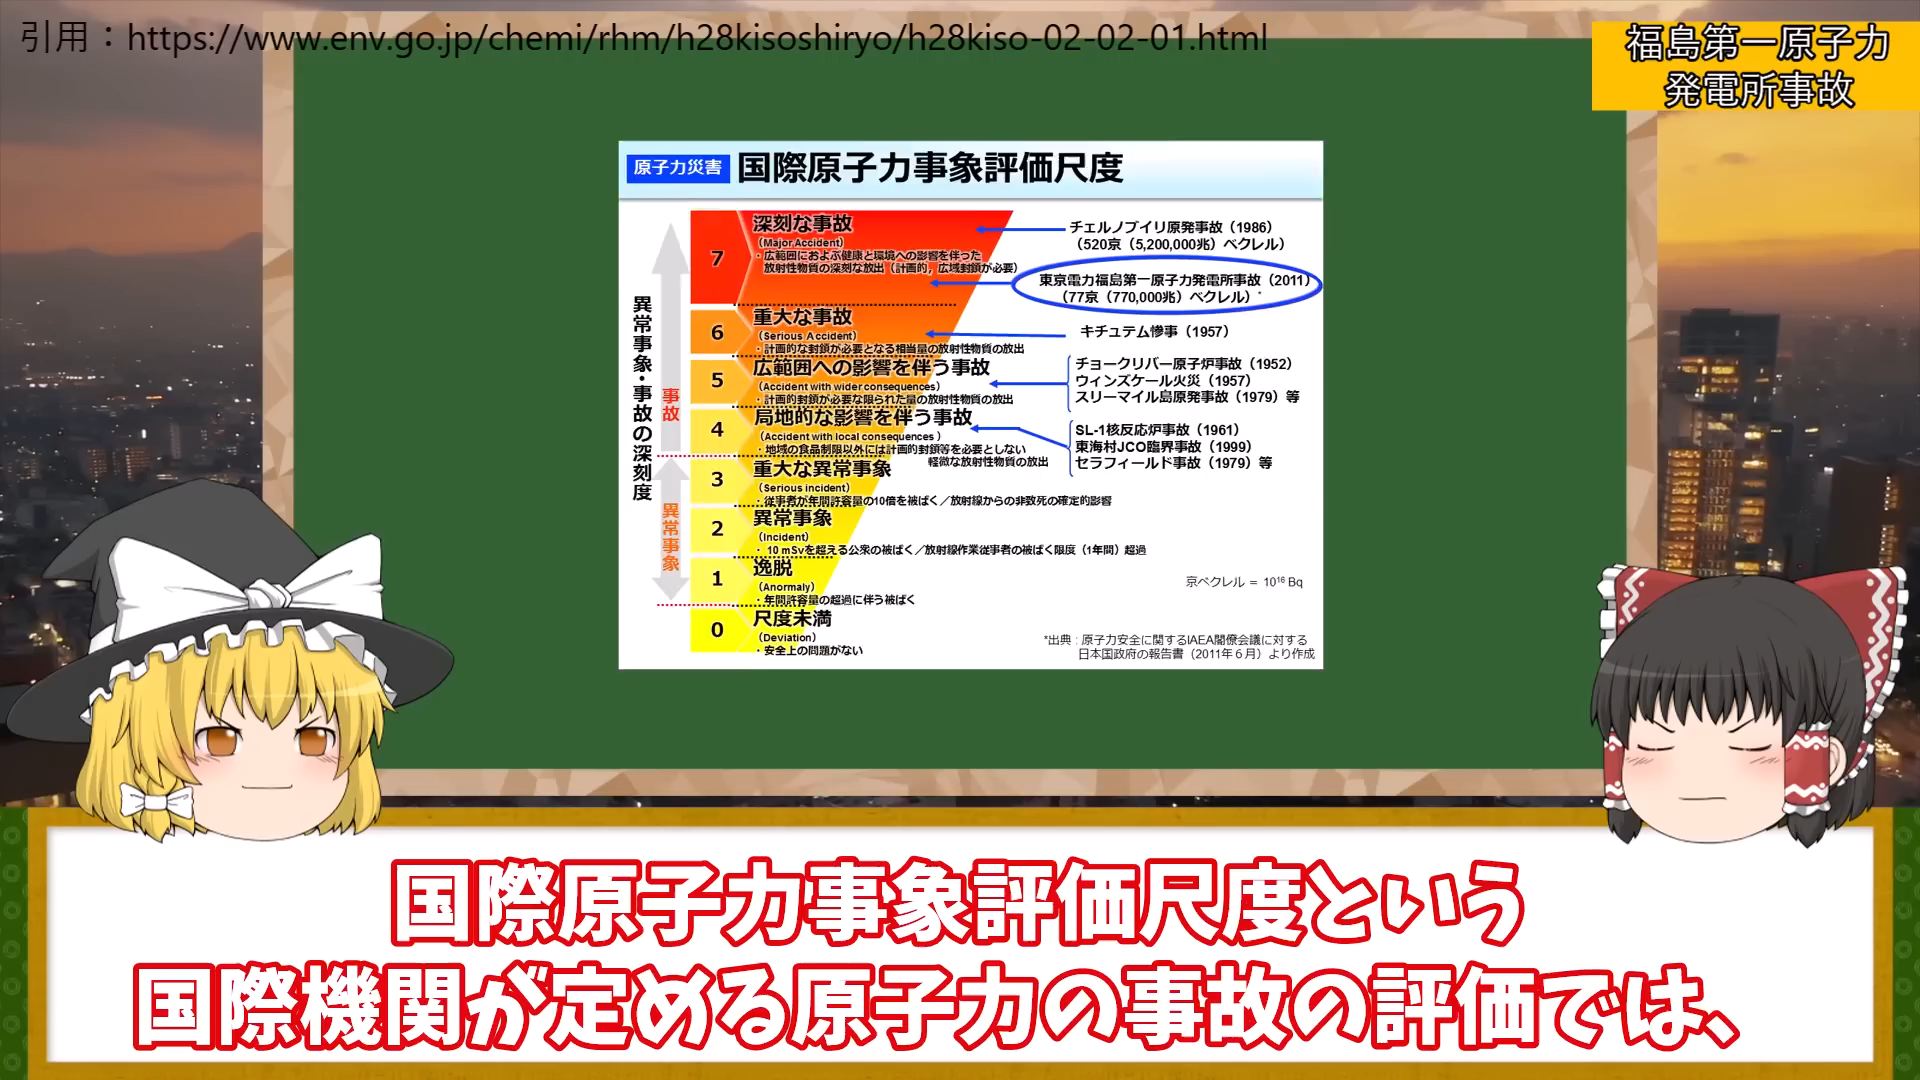 引用：https://www.env.go.jp/chemi/rhm/h28kisoshiryo/h28kiso-02-02-01.html
福島第一原子力
発電所事故
原子力災害
国際原子力事象評価尺度
異常事象・事故の深刻度
事故
異常事象
7
深刻な事故
（Major Accident）
・広範囲におよぶ健康と環境への影響を伴った
放射性物質の深刻な放出（計画的，広域封鎖が必要）
チェルノブイリ原発事故（1986）
（520京（5,200,000兆）ベクレル）
東京電力福島第一原子力発電所事故（2011）
（77京（770,000兆）ベクレル）*
6
重大な事故
（Serious Accident）
・計画的な封鎖が必要となる相当量の放射性物質の放出
キチュテム惨事（1957）
5
広範囲への影響を伴う事故
（Accident with wider consequences）
・計画的封鎖が必要な限られた量の放射性物質の放出
チョークリバー原子炉事故（1952）
ウィンズケール火災（1957）
スリーマイル島原発事故（1979）等
4
局地的な影響を伴う事故
（Accident with local consequences ）
・地域の食品制限以外には計画的封鎖等を必要としない
軽微な放射性物質の放出
SL-1核反応炉事故（1961）
東海村JCO臨界事故（1999）
セラフィールド事故（1979）等
3
重大な異常事象
（Serious incident）
・従事者が年間許容量の10倍を被ばく／放射線からの非致死の確定的影響
2
異常事象
（Incident）
・10 mSvを超える公衆の被ばく／放射線作業従事者の被ばく限度（1年間）超過
1
逸脱
（Anormaly）
・年間許容量の超過に伴う被ばく
0
尺度未満
（Deviation）
・安全上の問題がない
京ベクレル ＝ 10¹⁶ Bq
*出典：原子力安全に関するIAEA閣僚会議に対する
日本国政府の報告書（2011年６月）より作成
国際原子力事象評価尺度という
国際機関が定める原子力の事故の評価では、